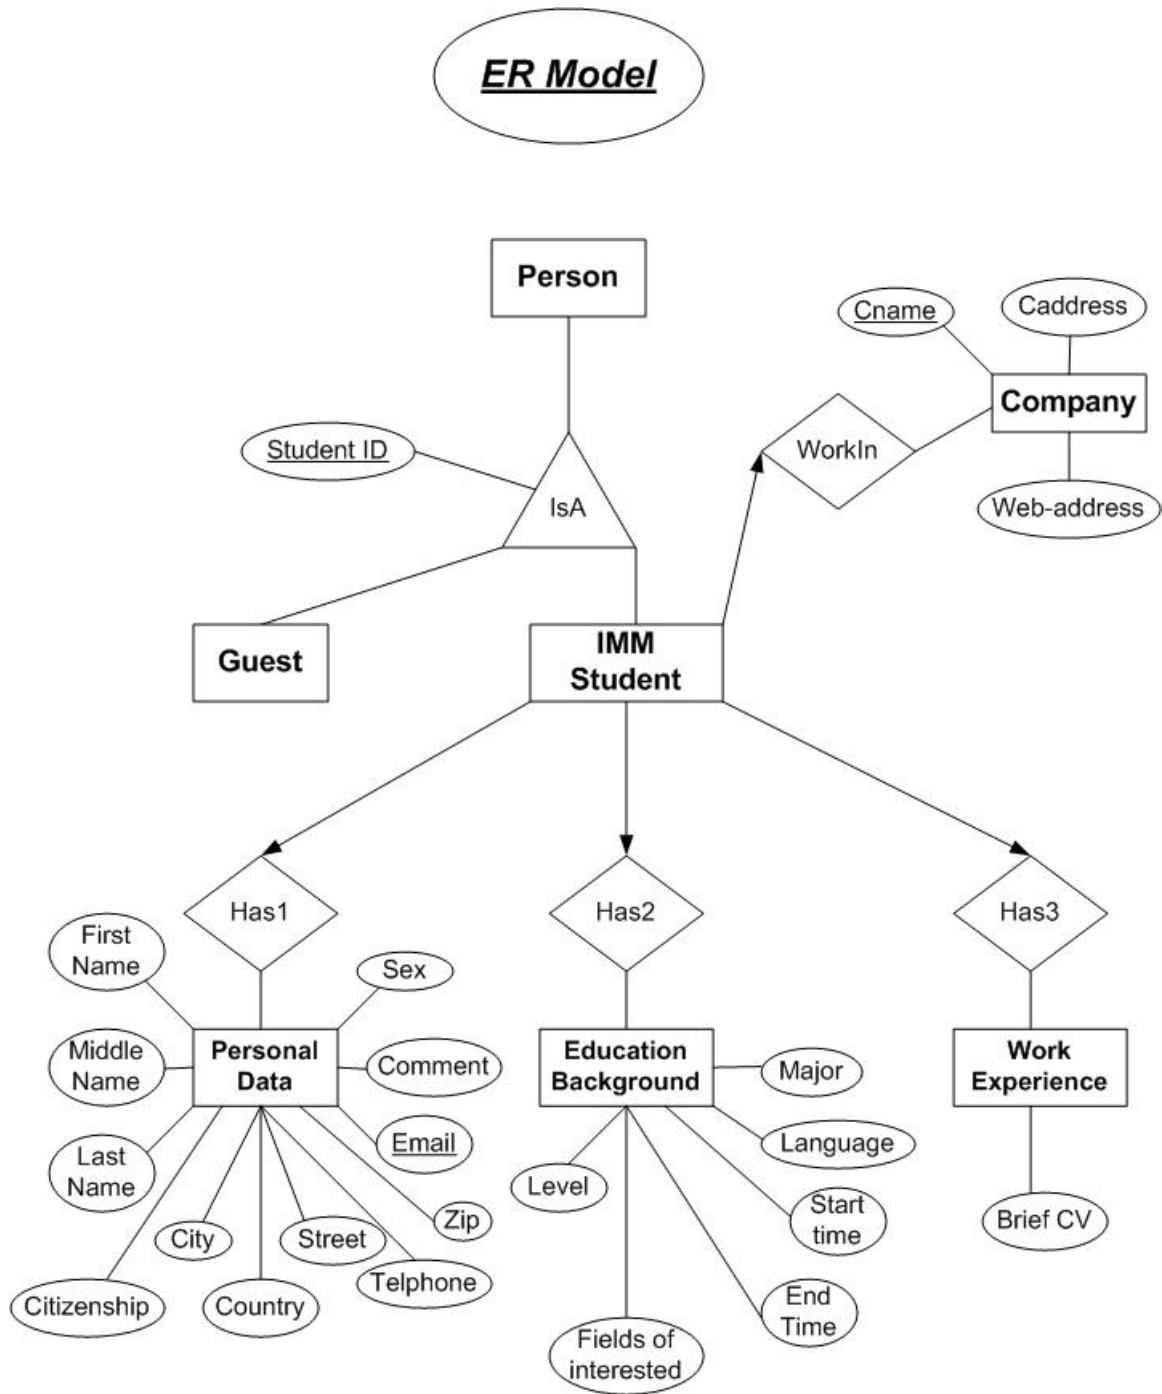 ER Model
Person
Cname
Caddress
Company
Student ID
WorkIn
IsA
Web-address
Guest
IMM
Student
Has1
Has2
Has3
First
Name
Sex
Middle
Name
Personal
Data
Comment
Education
Background
Major
Work
Experience
Last
Name
Email
Language
Level
City
Street
Zip
Start
time
Brief CV
Citizenship
Country
Telphone
End
Time
Fields of
interested